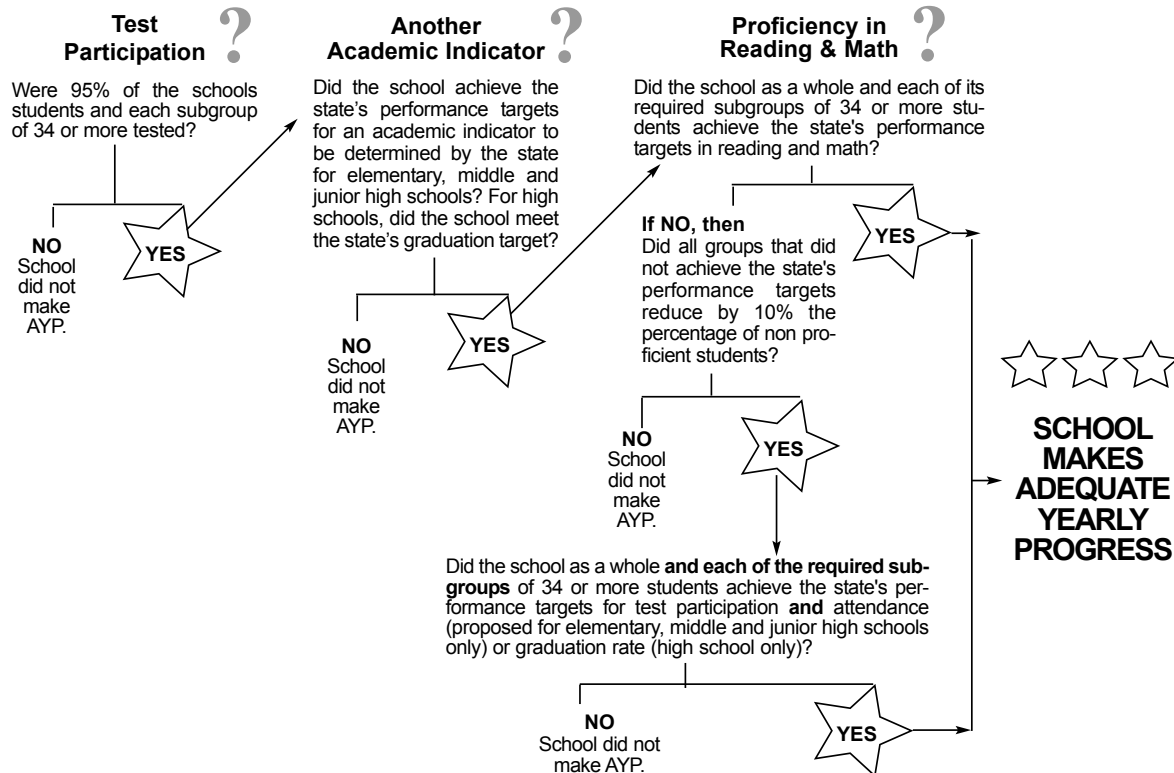 Test
Participation
?
Were 95% of the schools
students and each subgroup
of 34 or more tested?
NO
School
did not
make
AYP.
YES
Another
Academic Indicator
?
Did the school achieve the
state’s performance targets
for an academic indicator to
be determined by the state
for elementary, middle and
junior high schools? For high
schools, did the school meet
the state’s graduation target?
NO
School
did not
make
AYP.
YES
Proficiency in
Reading & Math
?
Did the school as a whole and each of its
required subgroups of 34 or more stu-
dents achieve the state's performance
targets in reading and math?
If NO, then
Did all groups that did
not achieve the state's
performance targets
reduce by 10% the
percentage of non pro
ficient students?
YES
NO
School
did not
make
AYP.
YES
Did the school as a whole and each of the required sub-
groups of 34 or more students achieve the state's per-
formance targets for test participation and attendance
(proposed for elementary, middle and junior high schools
only) or graduation rate (high school only)?
NO
School did not
make AYP.
YES
SCHOOL
MAKES
ADEQUATE
YEARLY
PROGRESS